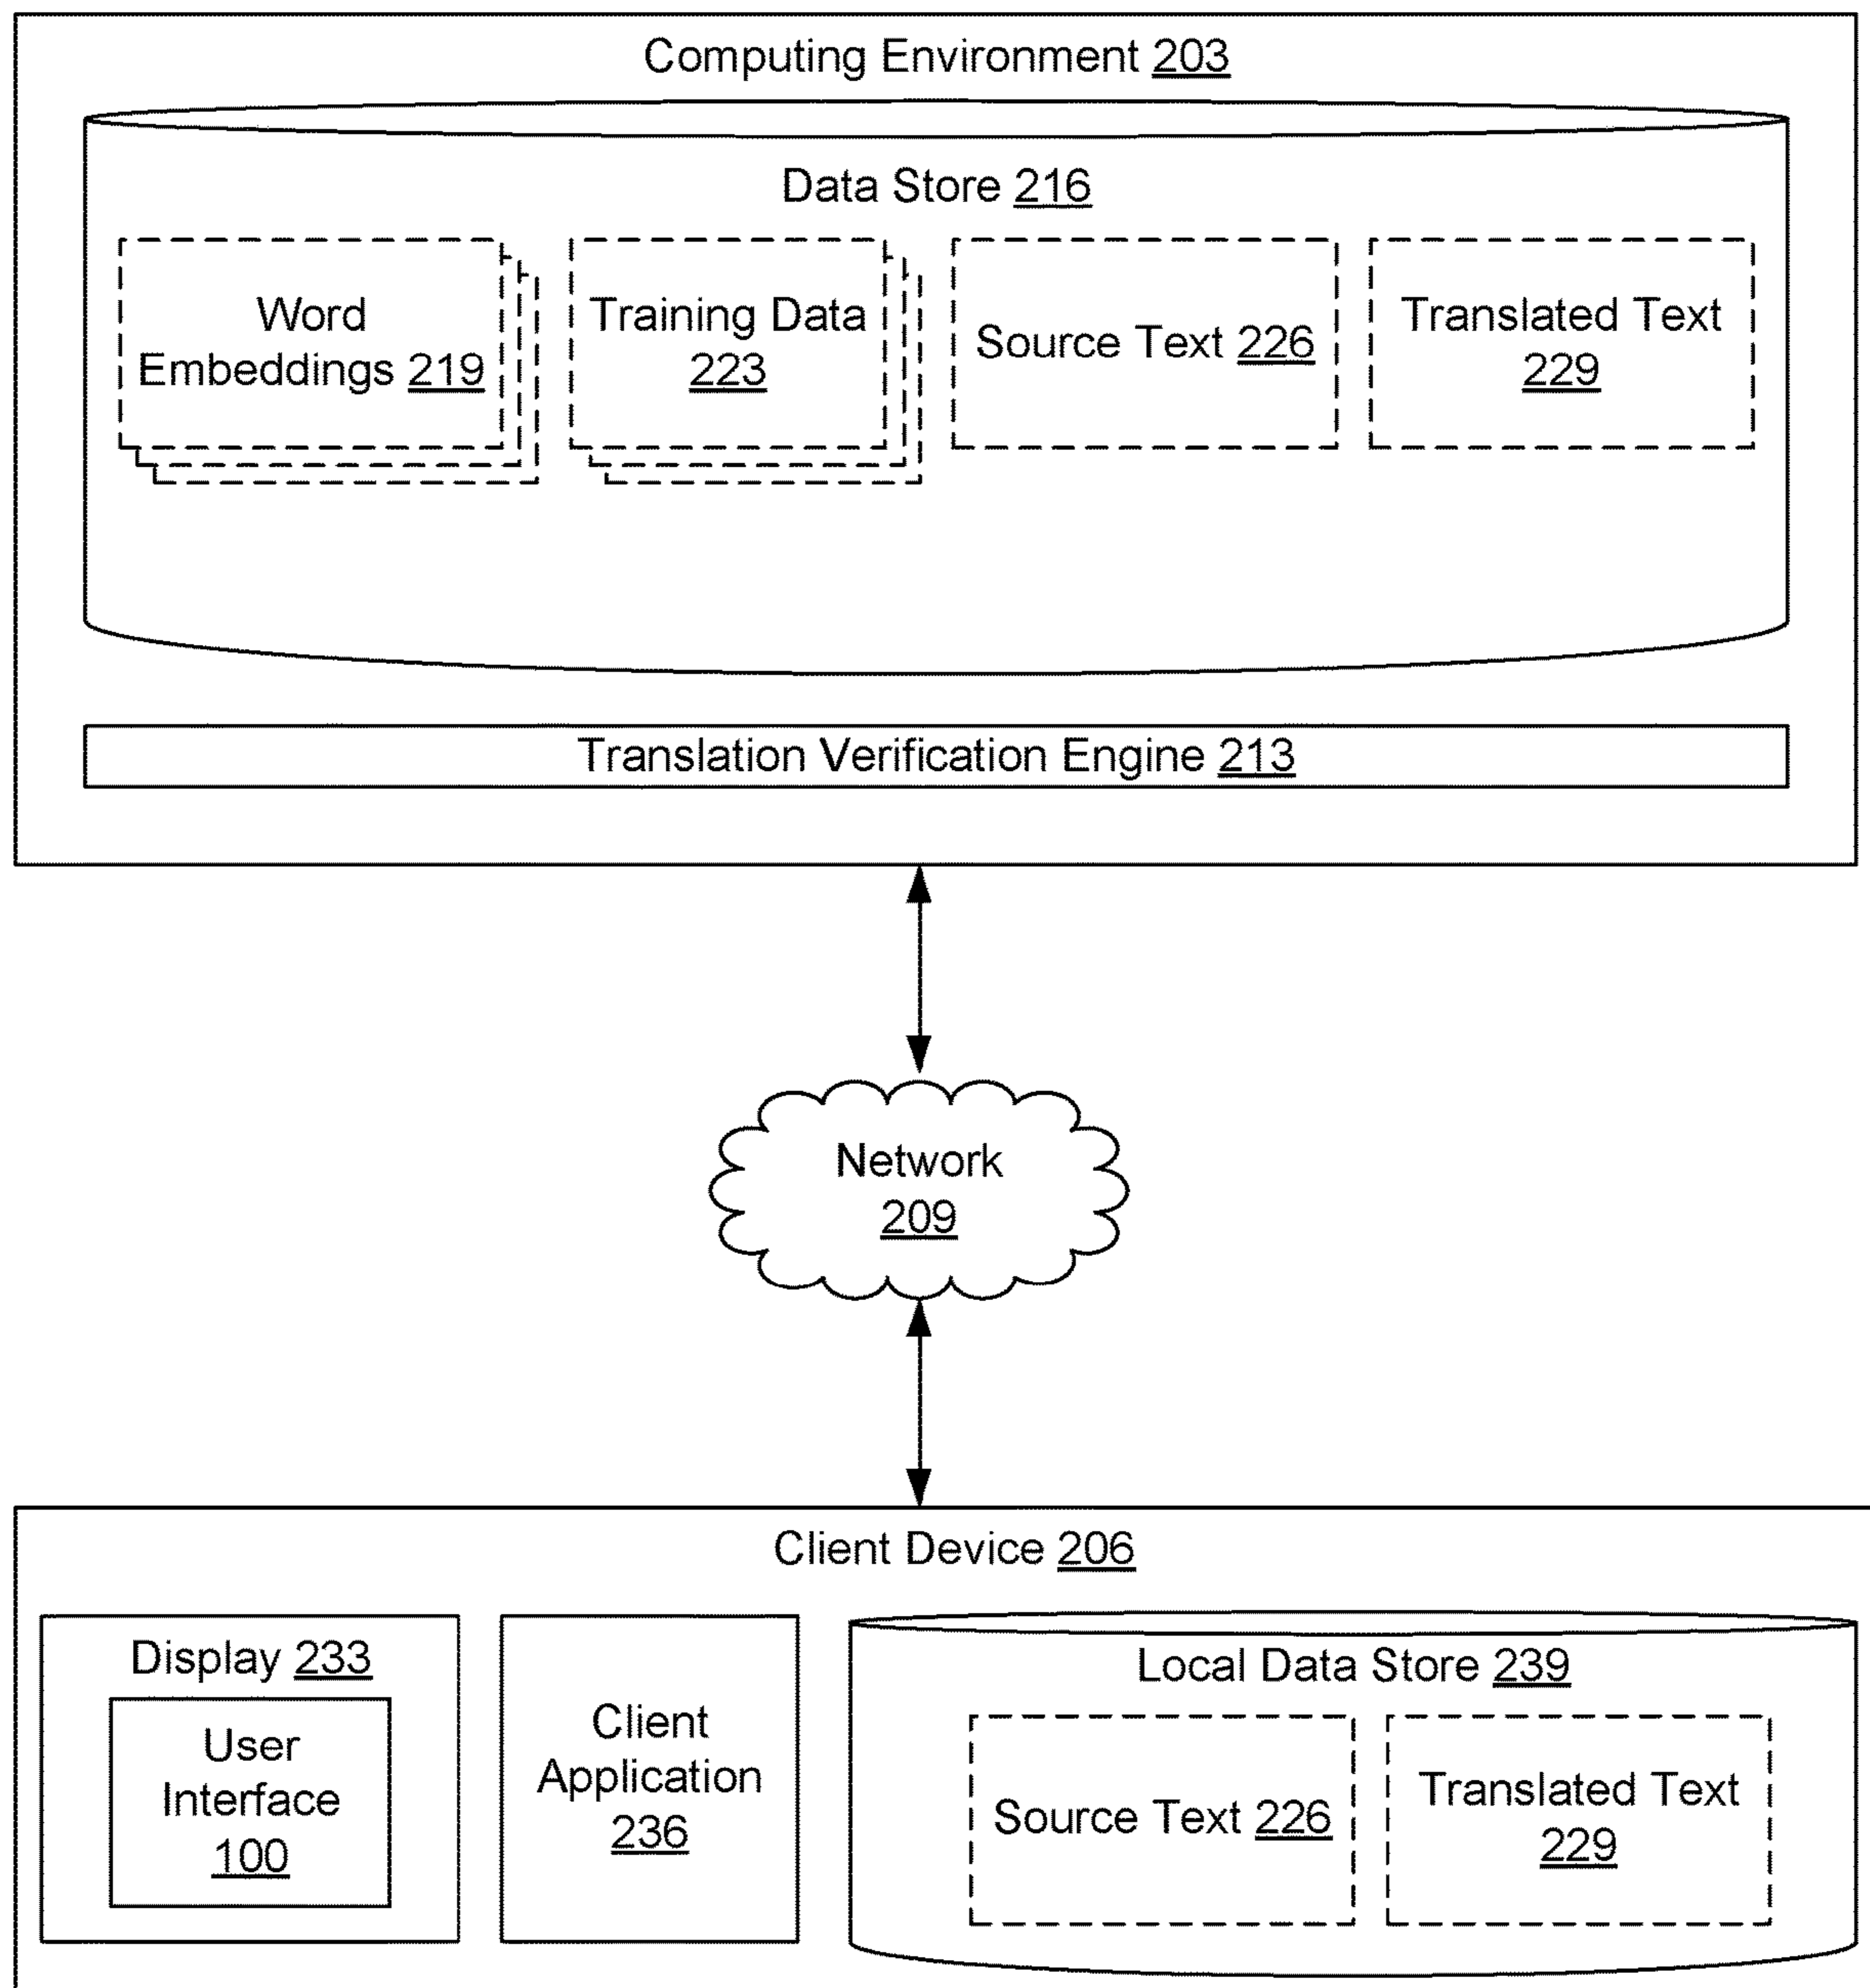 Computing Environment 203
Data Store 216
Word
Embeddings 219
Training Data
223
Source Text 226
Translated Text
229
Translation Verification Engine 213
Network
209
Client Device 206
Display 233
User
Interface
100
Client
Application
236
Local Data Store 239
Source Text 226
Translated Text
229